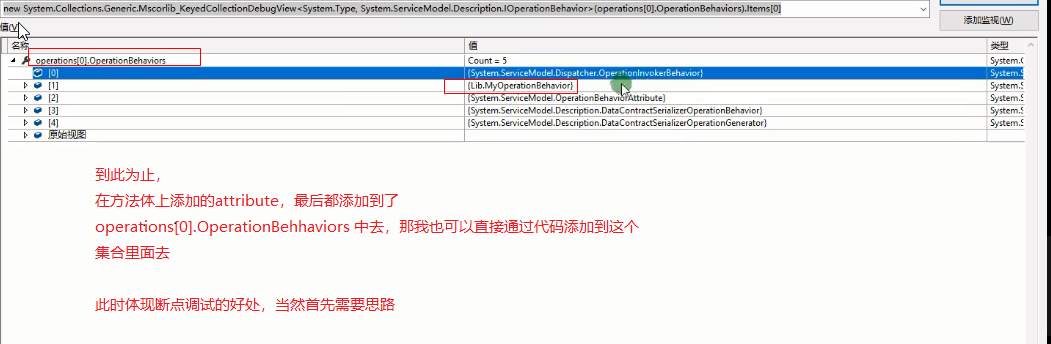 new System.Collections.Generic.Mscorlib_KeyedCollectionDebugView<System.Type, System.ServiceModel.Description.IOperationBehavior>(operations[0].OperationBehaviors).Items[0]
添加监视(W)
值(V)
名称 值 类型
operations[0].OperationBehaviors Count = 5 System.C
[0] {System.ServiceModel.Dispatcher.OperationInvokerBehavior} System.S
[1] {Lib.MyOperationBehavior} System.S
[2] {System.ServiceModel.OperationBehaviorAttribute} System.S
[3] {System.ServiceModel.Description.DataContractSerializerOperationBehavior} System.S
[4] {System.ServiceModel.Description.DataContractSerializerOperationGenerator} System.S
原始视图 System.C
到此为止，
在方法体上添加的attribute，最后都添加到了
operations[0].OperationBehhaviors 中去，那我也可以直接通过代码添加到这个
集合里面去
此时体现断点调试的好处，当然首先需要思路